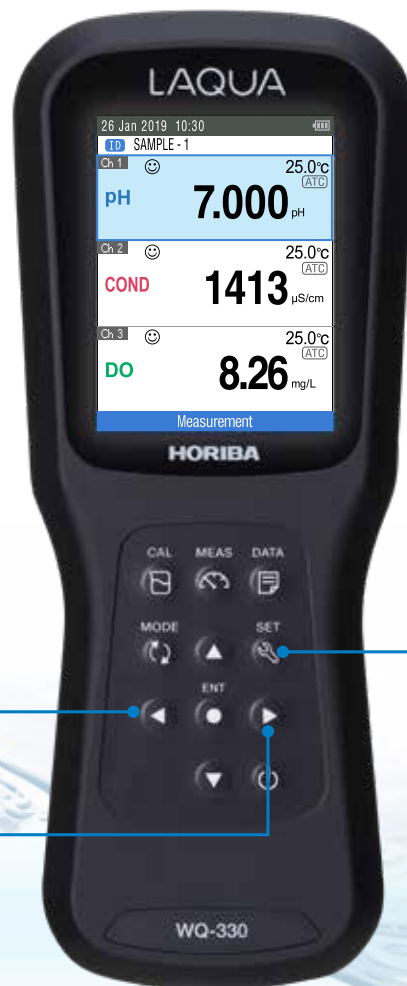 LAQUA
26 Jan 2019 10:30
ID SAMPLE - 1
Ch 1 25.0°C
ATC
pH 7.000 pH
Ch 2 25.0°C
ATC
COND 1413 µS/cm
Ch 3 25.0°C
ATC
DO 8.26 mg/L
Measurement
HORIBA
CAL MEAS DATA
MODE SET
ENT
WQ-330